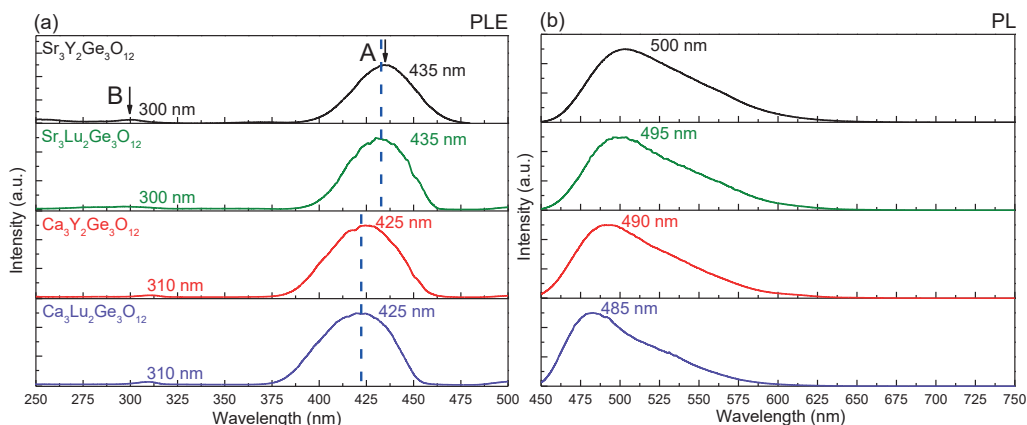 (a) PLE
Sr3Y2Ge3O12
A
B
300 nm
435 nm
Sr3Lu2Ge3O12
435 nm
300 nm
Ca3Y2Ge3O12
425 nm
310 nm
Ca3Lu2Ge3O12
425 nm
310 nm
Intensity (a.u.)
250 275 300 325 350 375 400 425 450 475 500
Wavelength (nm)
(b) PL
500 nm
495 nm
490 nm
485 nm
Intensity (a.u.)
450 475 500 525 550 575 600 625 650 675 700 725 750
Wavelength (nm)